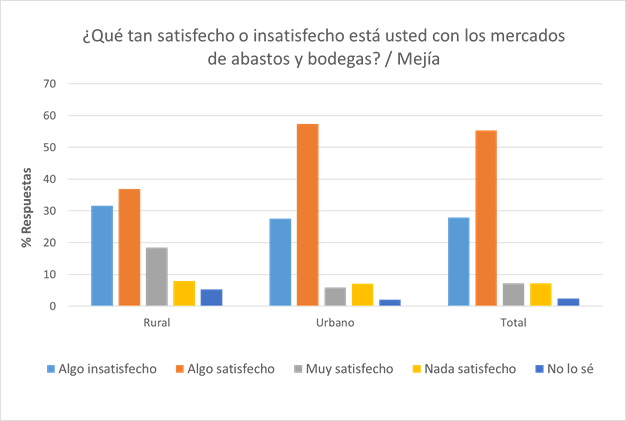 ¿Qué tan satisfecho o insatisfecho está usted con los mercados
de abastos y bodegas? / Mejía
70
60
50
40
30
20
10
0
% Respuestas
Rural Urbano Total
Algo insatisfecho Algo satisfecho Muy satisfecho Nada satisfecho No lo sé